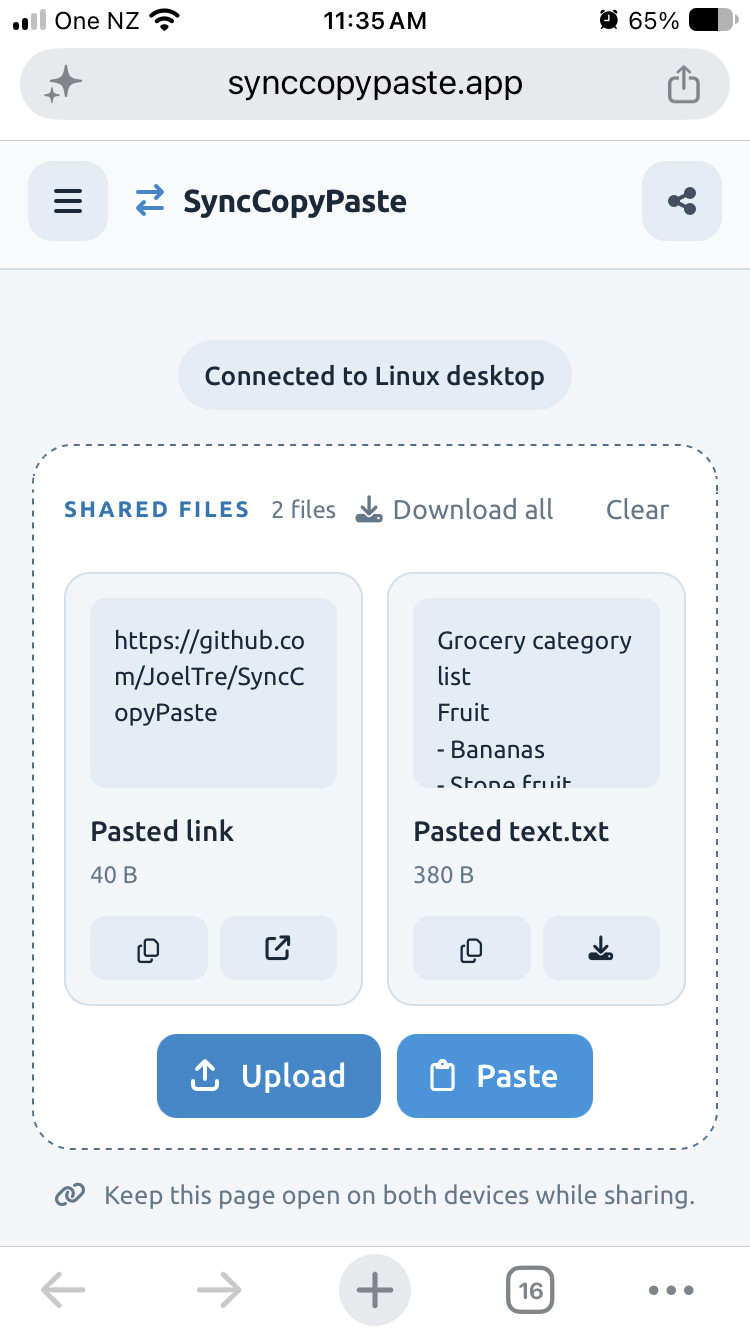 One NZ
11:35 AM
65%
synccopypaste.app
SyncCopyPaste
Connected to Linux desktop
SHARED FILES 2 files Download all Clear
https://github.co
m/JoelTre/SyncC
opyPaste
Pasted link
40 B
Grocery category
list
Fruit
- Bananas
- Stone fruit
Pasted text.txt
380 B
Upload
Paste
Keep this page open on both devices while sharing.
16